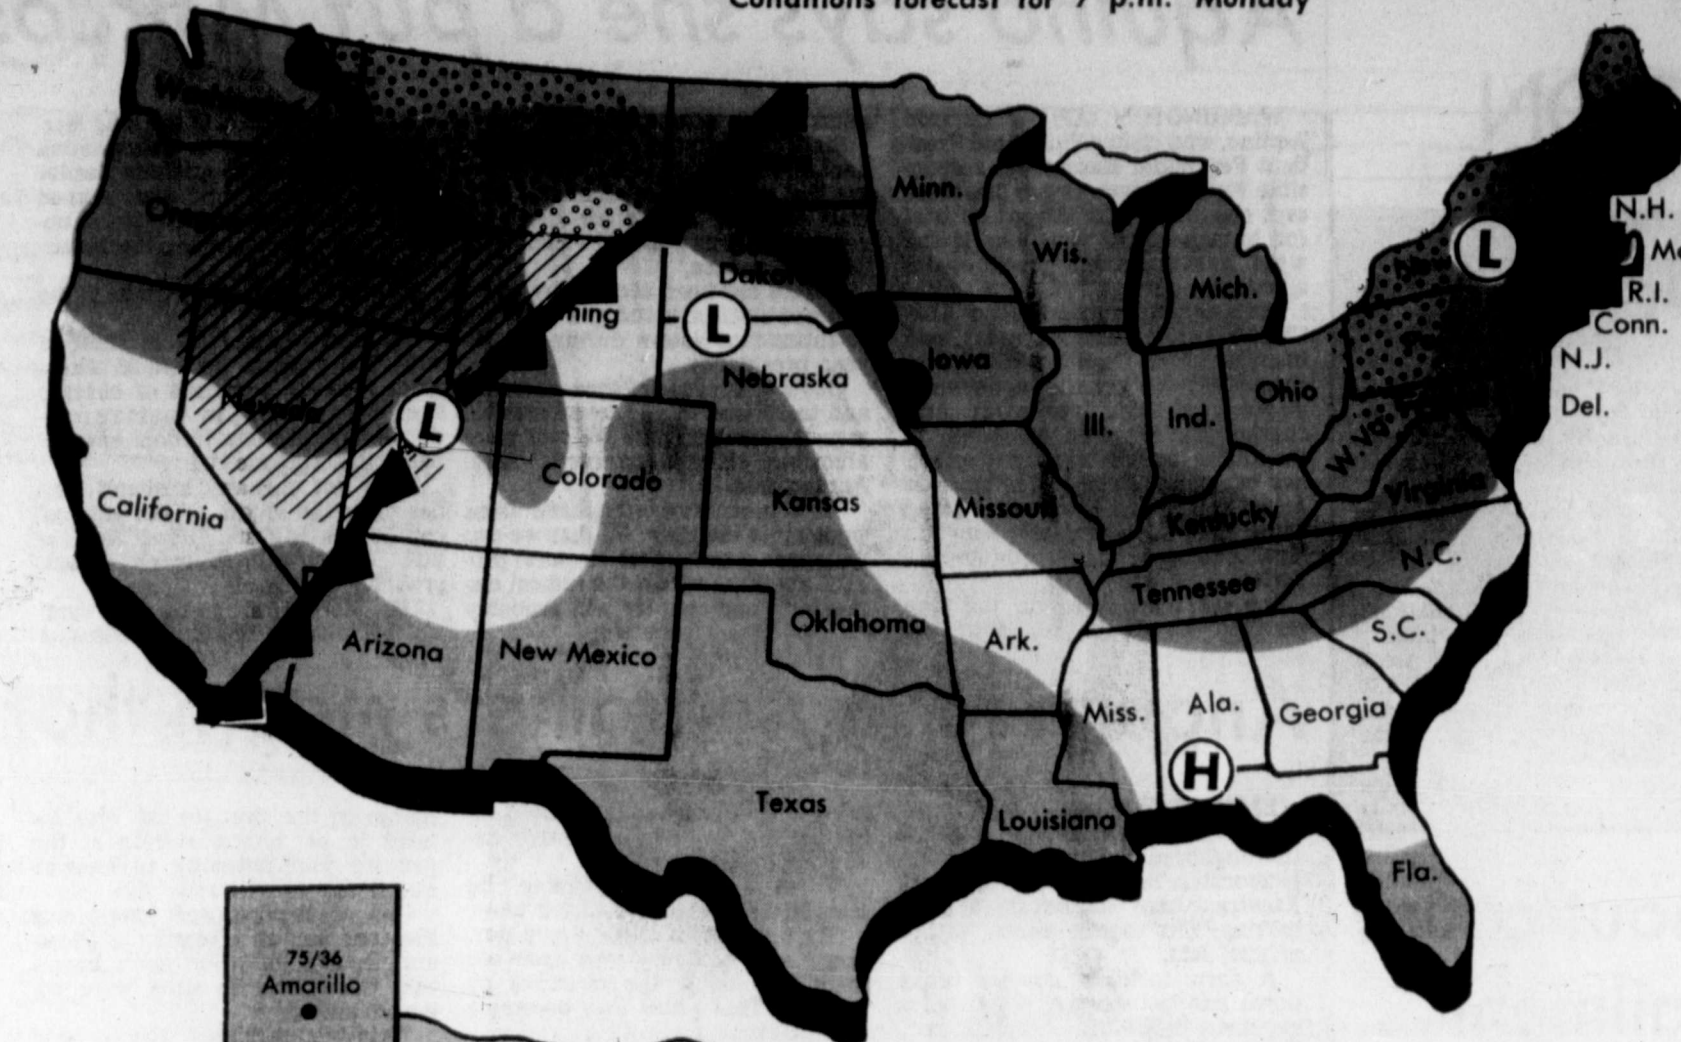 Conditions forecast for 7 p.m. Monday
Minn.
Wis.
Mich.
N.H.
R.I.
Conn.
N.J.
Del.
L
L
L
H
Iowa
Nebraska
Ohio
Ill.
Ind.
W.Va.
Virginia
Nevada
California
Colorado
Kansas
Missouri
Kentucky
Tennessee
N.C.
S.C.
Arizona
New Mexico
Oklahoma
Ark.
Miss.
Ala.
Georgia
Texas
Louisiana
Fla.
75/36
Amarillo